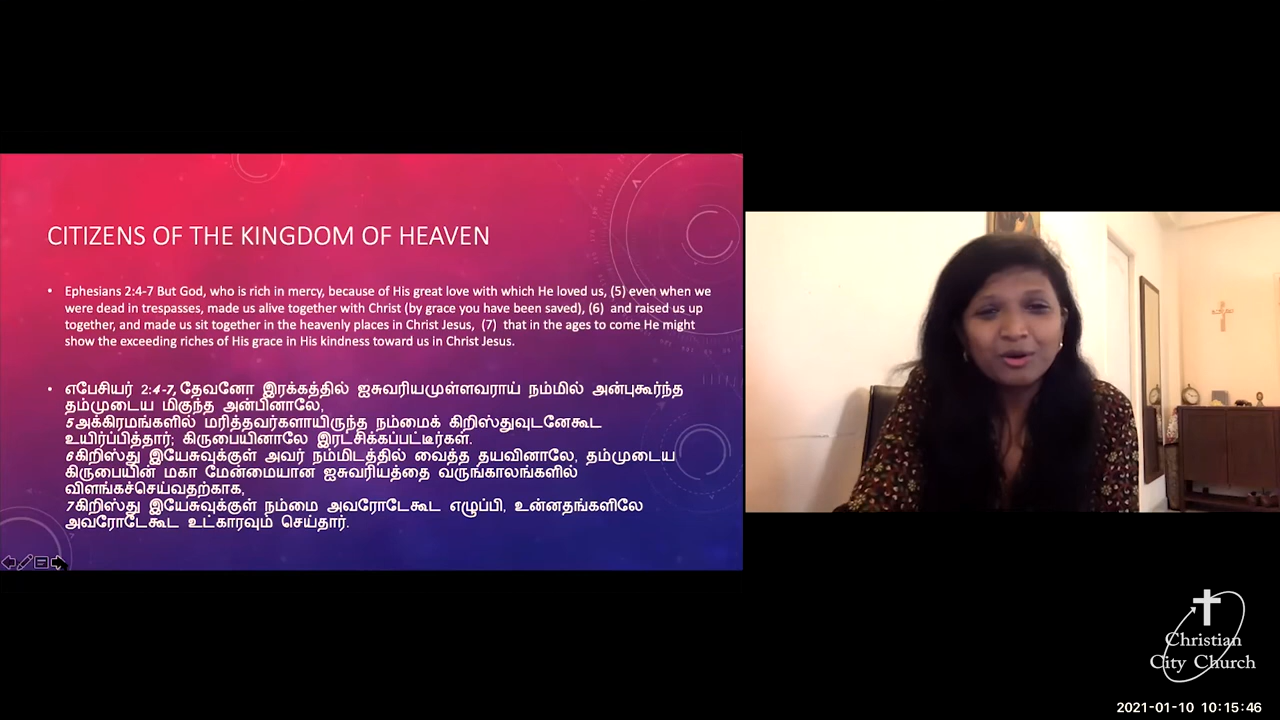 CITIZENS OF THE KINGDOM OF HEAVEN
• Ephesians 2:4-7 But God, who is rich in mercy, because of His great love with which He loved us, (5) even when we
were dead in trespasses, made us alive together with Christ (by grace you have been saved), (6) and raised us up
together, and made us sit together in the heavenly places in Christ Jesus, (7) that in the ages to come He might
show the exceeding riches of His grace in His kindness toward us in Christ Jesus.
• எபேசியர் 2:4-7, தேவனோ இரக்கத்தில் ஐசுவரியமுள்ளவராய் நம்மில் அன்புகூர்ந்த
தம்முடைய மிகுந்த அன்பினாலே,
5அக்கிரமங்களில் மரித்தவர்களாயிருந்த நம்மைக் கிறிஸ்துவுடனேகூட
உயிர்ப்பித்தார்; கிருபையினாலே இரட்சிக்கப்பட்டீர்கள்.
6கிறிஸ்து இயேசுவுக்குள் அவர் நம்மிடத்தில் வைத்த தயவினாலே, தம்முடைய
கிருபையின் மகா மேன்மையான ஐசுவரியத்தை வருங்காலங்களில்
விளங்கச்செய்வதற்காக,
7கிறிஸ்து இயேசுவுக்குள் நம்மை அவரோடேகூட எழுப்பி, உன்னதங்களிலே
அவரோடேகூட உட்காரவும் செய்தார்.
Christian
City Church
2021-01-10 10:15:46